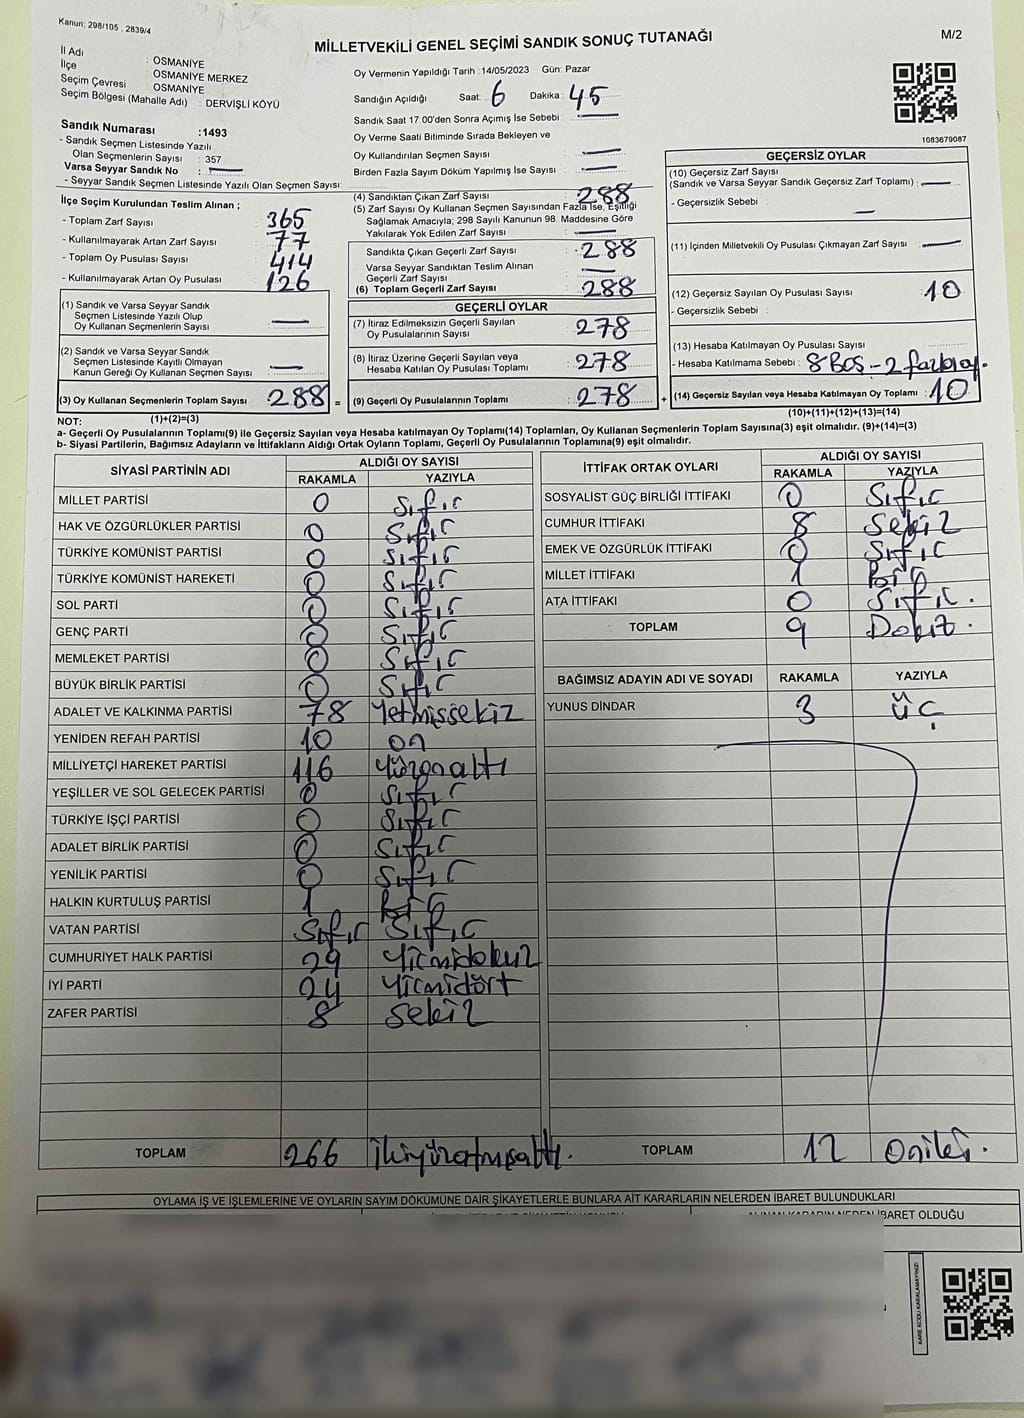 Kanun; 298/105 , 2839/4
MİLLETVEKİLİ GENEL SEÇİMİ SANDIK SONUÇ TUTANAĞI
M/2
İl Adı : OSMANİYE
İlçe : OSMANİYE MERKEZ
Seçim Çevresi : OSMANİYE
Seçim Bölgesi (Mahalle Adı) : DERVİŞLİ KÖYÜ
Sandık Numarası :1493
- Sandık Seçmen Listesinde Yazılı
Olan Seçmenlerin Sayısı : 357
Varsa Seyyar Sandık No : —
- Seyyar Sandık Seçmen Listesinde Yazılı Olan Seçmen Sayısı:
Oy Vermenin Yapıldığı Tarih :14/05/2023 Gün: Pazar
Sandığın Açıldığı Saat: 6 Dakika : 45
Sandık Saat 17:00'den Sonra Açımış İse Sebebi : —
Oy Verme Saati Bitiminde Sırada Bekleyen ve
Oy Kullandırılan Seçmen Sayısı : —
Birden Fazla Sayım Döküm Yapılmış İse Sayısı : —
1083679087
İlçe Seçim Kurulundan Teslim Alınan ;
- Toplam Zarf Sayısı : 365
- Kullanılmayarak Artan Zarf Sayısı : 77
- Toplam Oy Pusulası Sayısı : 414
- Kullanılmayarak Artan Oy Pusulası : 126
(1) Sandık ve Varsa Seyyar Sandık
Seçmen Listesinde Yazılı Olup
Oy Kullanan Seçmenlerin Sayısı : —
(2) Sandık ve Varsa Seyyar Sandık
Seçmen Listesinde Kayıtlı Olmayan
Kanun Gereği Oy Kullanan Seçmen Sayısı : —
(3) Oy Kullanan Seçmenlerin Toplam Sayısı : 288 =
(4) Sandıktan Çıkan Zarf Sayısı : 288
(5) Zarf Sayısı Oy Kullanan Seçmen Sayısından Fazla İse, Eşitliği
Sağlamak Amacıyla; 298 Sayılı Kanunun 98. Maddesine Göre
Yakılarak Yok Edilen Zarf Sayısı : —
Sandıkta Çıkan Geçerli Zarf Sayısı : 288
Varsa Seyyar Sandıktan Teslim Alınan
Geçerli Zarf Sayısı : —
(6) Toplam Geçerli Zarf Sayısı : 288
GEÇERLİ OYLAR
(7) İtiraz Edilmeksizin Geçerli Sayılan
Oy Pusulalarının Sayısı : 278
(8) İtiraz Üzerine Geçerli Sayılan veya
Hesaba Katılan Oy Pusulası Toplamı : 278
(9) Geçerli Oy Pusulalarının Toplamı : 278 +
GEÇERSİZ OYLAR
(10) Geçersiz Zarf Sayısı
(Sandık ve Varsa Seyyar Sandık Geçersiz Zarf Toplamı) : —
- Geçersizlik Sebebi : —
(11) İçinden Milletvekili Oy Pusulası Çıkmayan Zarf Sayısı : —
(12) Geçersiz Sayılan Oy Pusulası Sayısı : 10
- Geçersizlik Sebebi :
(13) Hesaba Katılmayan Oy Pusulası Sayısı :
- Hesaba Katılmama Sebebi : 8 Boş - 2 fazla oy.
(14) Geçersiz Sayılan veya Hesaba Katılmayan Oy Toplamı : 10
NOT: (1)+(2)=(3)
(10)+(11)+(12)+(13)=(14)
a- Geçerli Oy Pusulalarının Toplamı(9) ile Geçersiz Sayılan veya Hesaba katılmayan Oy Toplamı(14) Toplamları, Oy Kullanan Seçmenlerin Toplam Sayısına(3) eşit olmalıdır. (9)+(14)=(3)
b- Siyasi Partilerin, Bağımsız Adayların ve İttifakların Aldığı Ortak Oyların Toplamı, Geçerli Oy Pusulalarının Toplamına(9) eşit olmalıdır.
SİYASİ PARTİNİN ADI
ALDIĞI OY SAYISI
RAKAMLA YAZIYLA
MİLLET PARTİSİ 0 Sıfır
HAK VE ÖZGÜRLÜKLER PARTİSİ 0 Sıfır
TÜRKİYE KOMÜNİST PARTİSİ 0 Sıfır
TÜRKİYE KOMÜNİST HAREKETİ 0 Sıfır
SOL PARTİ 0 Sıfır
GENÇ PARTİ 0 Sıfır
MEMLEKET PARTİSİ 0 Sıfır
BÜYÜK BİRLİK PARTİSİ 0 Sıfır
ADALET VE KALKINMA PARTİSİ 78 Yetmişsekiz
YENİDEN REFAH PARTİSİ 10 on
MİLLİYETÇİ HAREKET PARTİSİ 116 Yüzonaltı
YEŞİLLER VE SOL GELECEK PARTİSİ 0 Sıfır
TÜRKİYE İŞÇİ PARTİSİ 0 Sıfır
ADALET BİRLİK PARTİSİ 0 Sıfır
YENİLİK PARTİSİ 0 Sıfır
HALKIN KURTULUŞ PARTİSİ 1 Bir
VATAN PARTİSİ Sıfır Sıfır
CUMHURİYET HALK PARTİSİ 29 Yirmidokuz
İYİ PARTİ 24 Yirmidört
ZAFER PARTİSİ 8 Sekiz
TOPLAM 266 İkiyüzatmışaltı.
İTTİFAK ORTAK OYLARI
ALDIĞI OY SAYISI
RAKAMLA YAZIYLA
SOSYALİST GÜÇ BİRLİĞİ İTTİFAKI 0 Sıfır
CUMHUR İTTİFAKI 8 Sekiz
EMEK VE ÖZGÜRLÜK İTTİFAKI 0 Sıfır
MİLLET İTTİFAKI 1 Bir
ATA İTTİFAKI 0 Sıfır.
TOPLAM 9 Dokuz.
BAĞIMSIZ ADAYIN ADI VE SOYADI RAKAMLA YAZIYLA
YUNUS DİNDAR 3 üç
TOPLAM 12 Oniki.
OYLAMA İŞ VE İŞLEMLERİNE VE OYLARIN SAYIM DÖKÜMÜNE DAİR ŞİKAYETLERLE BUNLARA AİT KARARLARIN NELERDEN İBARET BULUNDUKLARI
ALINAN KARARIN NEDEN İBARET OLDUĞU
KARE KODU KARALAMAYINIZ!